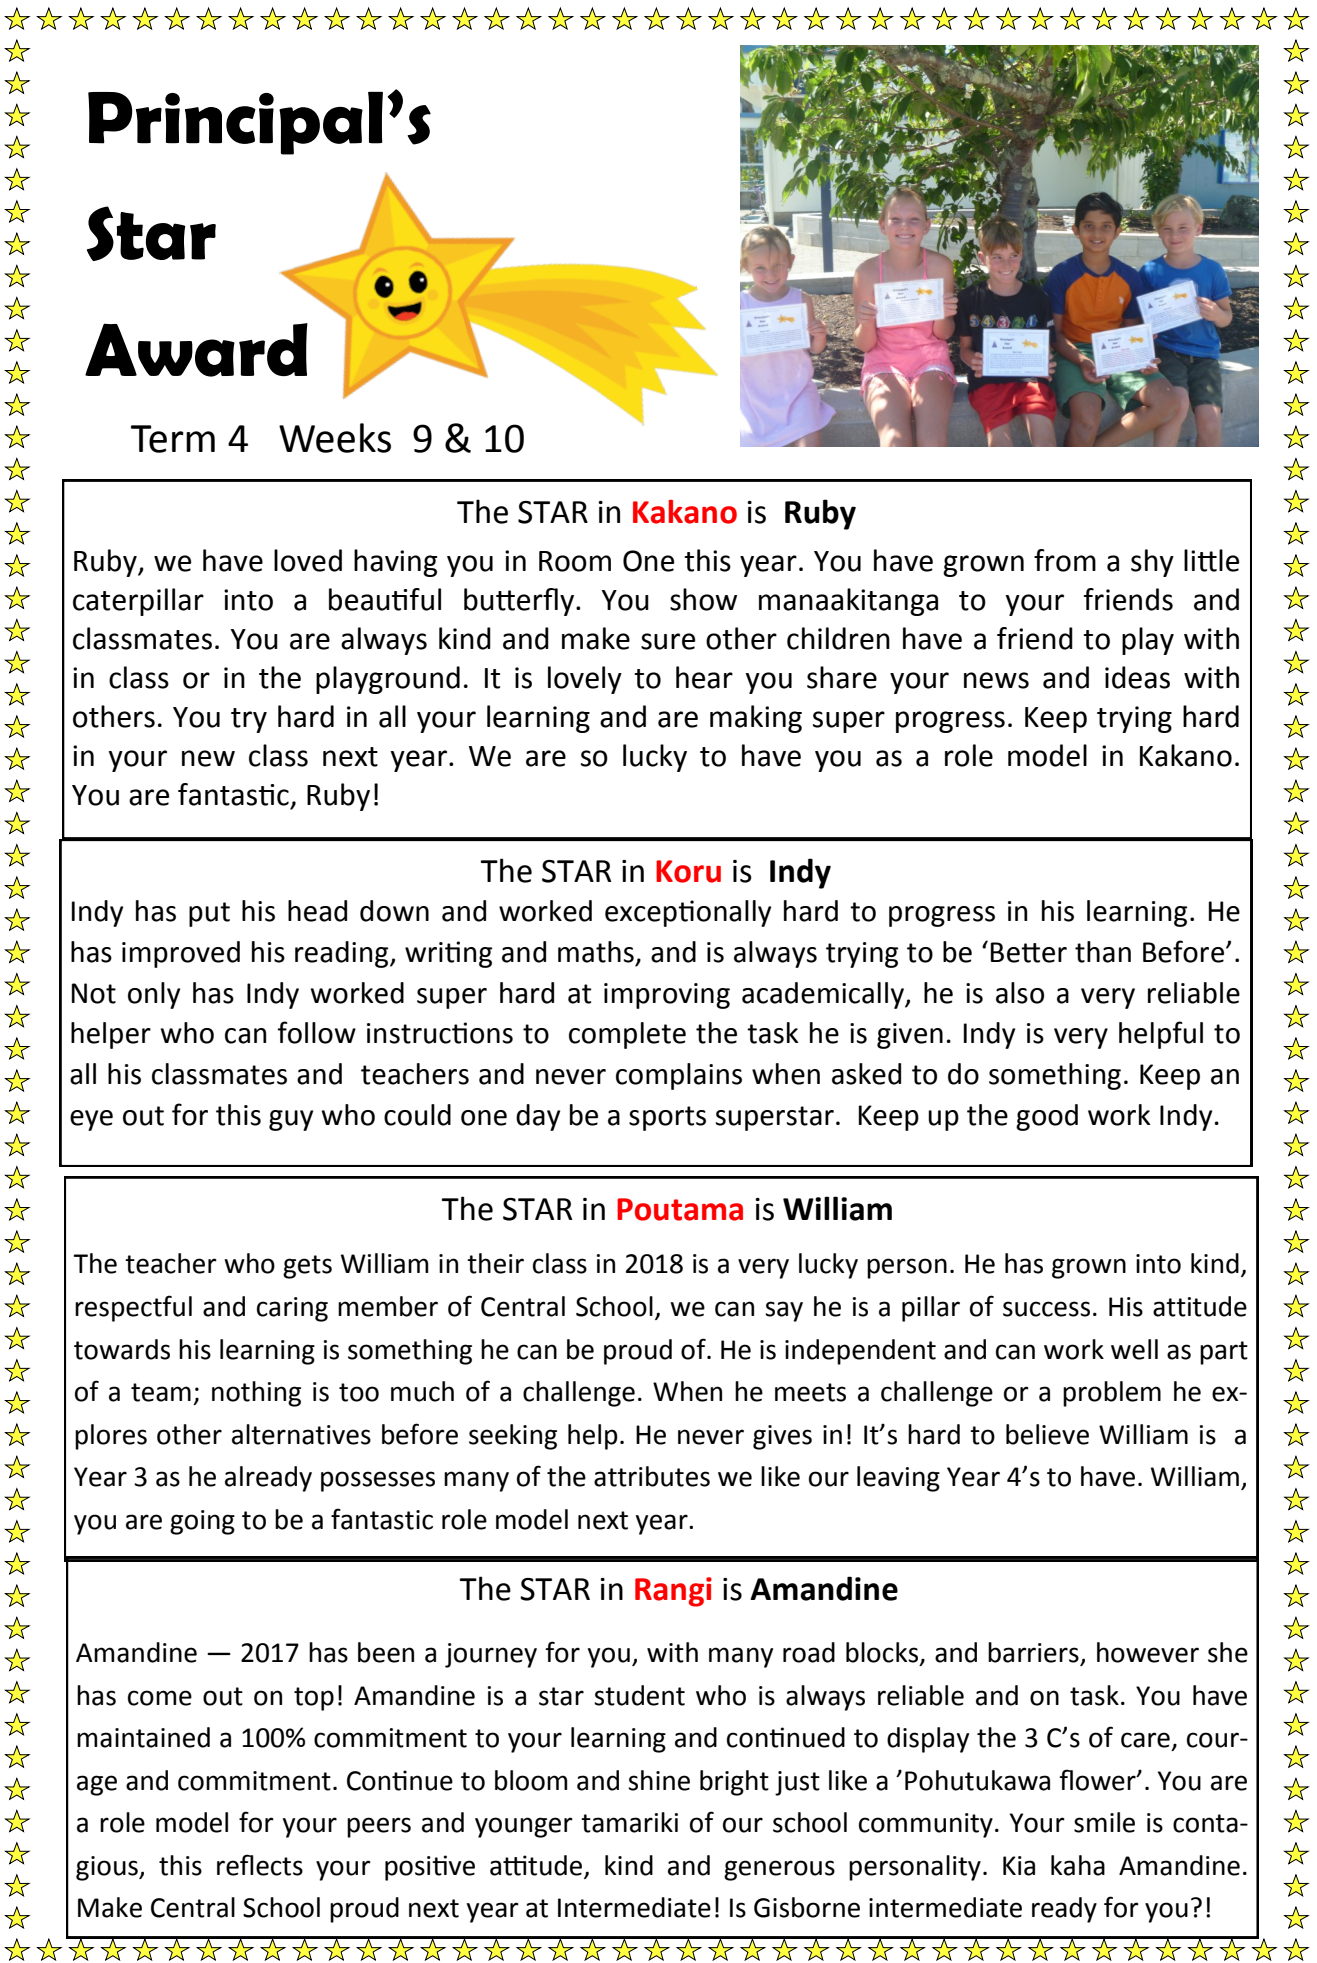 Principal's
Star
Award
Term 4 Weeks 9 & 10
The STAR in Kakano is Ruby
Ruby, we have loved having you in Room One this year. You have grown from a shy little
caterpillar into a beautiful butterfly. You show manaakitanga to your friends and
classmates. You are always kind and make sure other children have a friend to play with
in class or in the playground. It is lovely to hear you share your news and ideas with
others. You try hard in all your learning and are making super progress. Keep trying hard
in your new class next year. We are so lucky to have you as a role model in Kakano.
You are fantastic, Ruby!
The STAR in Koru is Indy
Indy has put his head down and worked exceptionally hard to progress in his learning. He
has improved his reading, writing and maths, and is always trying to be ‘Better than Before’.
Not only has Indy worked super hard at improving academically, he is also a very reliable
helper who can follow instructions to complete the task he is given. Indy is very helpful to
all his classmates and teachers and never complains when asked to do something. Keep an
eye out for this guy who could one day be a sports superstar. Keep up the good work Indy.
The STAR in Poutama is William
The teacher who gets William in their class in 2018 is a very lucky person. He has grown into kind,
respectful and caring member of Central School, we can say he is a pillar of success. His attitude
towards his learning is something he can be proud of. He is independent and can work well as part
of a team; nothing is too much of a challenge. When he meets a challenge or a problem he ex-
plores other alternatives before seeking help. He never gives in! It’s hard to believe William is a
Year 3 as he already possesses many of the attributes we like our leaving Year 4’s to have. William,
you are going to be a fantastic role model next year.
The STAR in Rangi is Amandine
Amandine — 2017 has been a journey for you, with many road blocks, and barriers, however she
has come out on top! Amandine is a star student who is always reliable and on task. You have
maintained a 100% commitment to your learning and continued to display the 3 C’s of care, cour-
age and commitment. Continue to bloom and shine bright just like a ’Pohutukawa flower’. You are
a role model for your peers and younger tamariki of our school community. Your smile is conta-
gious, this reflects your positive attitude, kind and generous personality. Kia kaha Amandine.
Make Central School proud next year at Intermediate! Is Gisborne intermediate ready for you?!